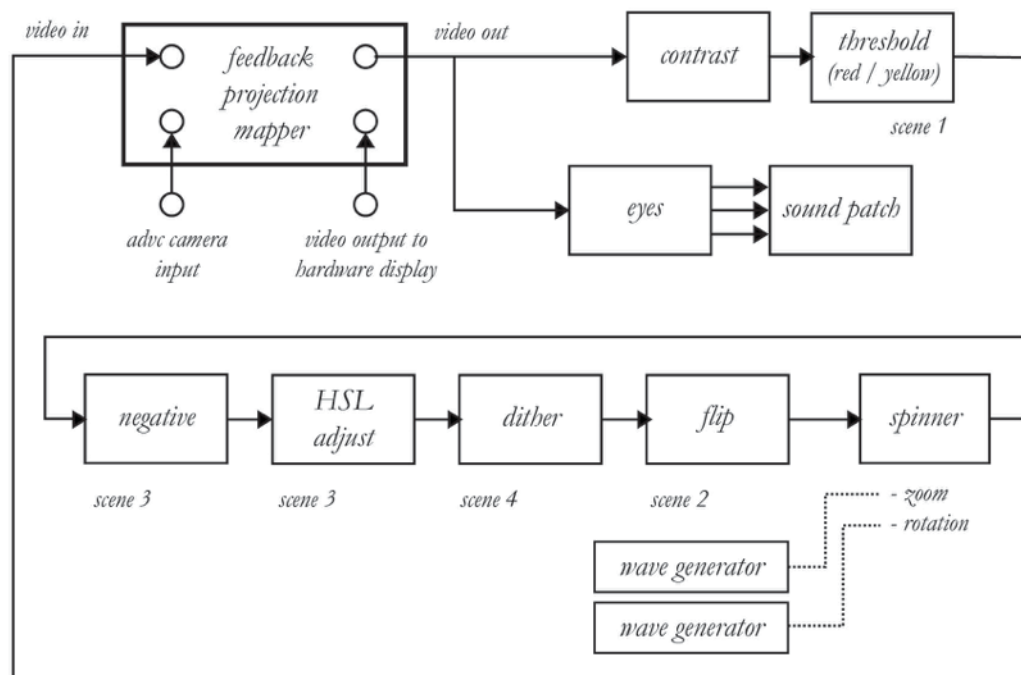 video in
feedback
projection
mapper
video out
contrast
threshold
(red / yellow)
scene 1
eyes
sound patch
advc camera
input
video output to
hardware display
negative
HSL
adjust
dither
flip
spinner
scene 3
scene 3
scene 4
scene 2
- zoom
- rotation
wave generator
wave generator